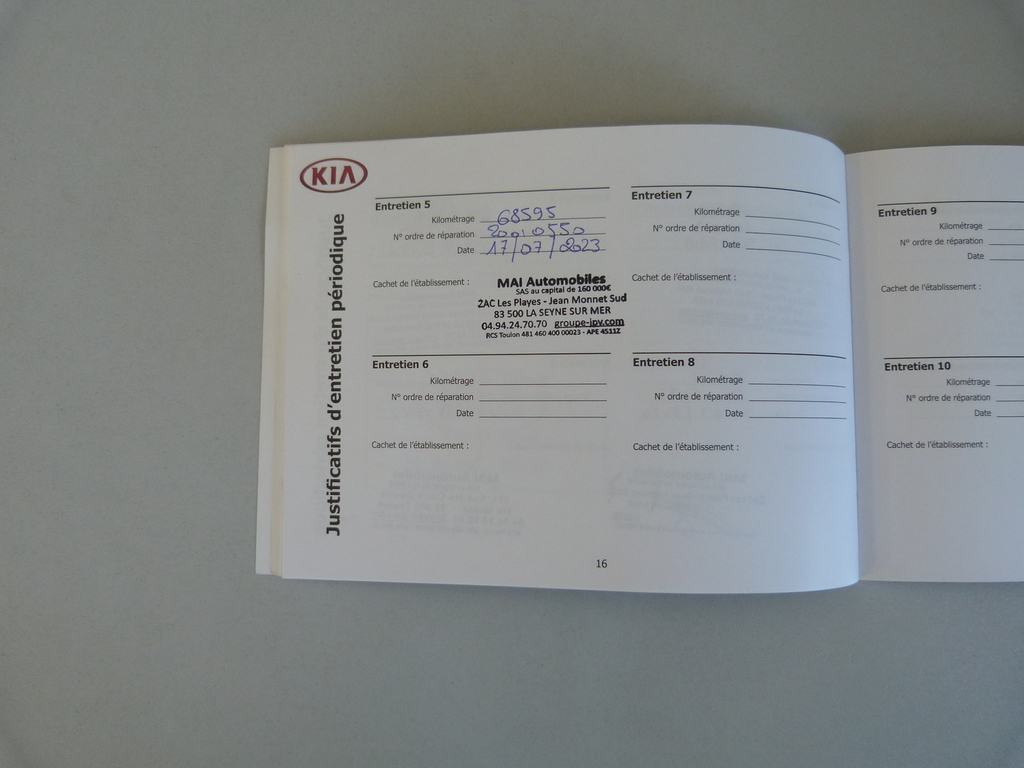 KIA
Justificatifs d'entretien périodique
Entretien 5
Kilométrage 68595
N° ordre de réparation 20010550
Date 17/07/2023
Cachet de l'établissement :
MAI Automobiles
SAS au capital de 160 000€
ZAC Les Playes - Jean Monnet Sud
83 500 LA SEYNE SUR MER
04.94.24.70.70 groupe-ipv.com
RCS Toulon 481 460 400 00023 - APE 4511Z
Entretien 6
Kilométrage
N° ordre de réparation
Date
Cachet de l'établissement :
Entretien 7
Kilométrage
N° ordre de réparation
Date
Cachet de l'établissement :
Entretien 8
Kilométrage
N° ordre de réparation
Date
Cachet de l'établissement :
16
Entretien 9
Kilométrage
N° ordre de réparation
Date
Cachet de l'établissement :
Entretien 10
Kilométrage
N° ordre de réparation
Date
Cachet de l'établissement :